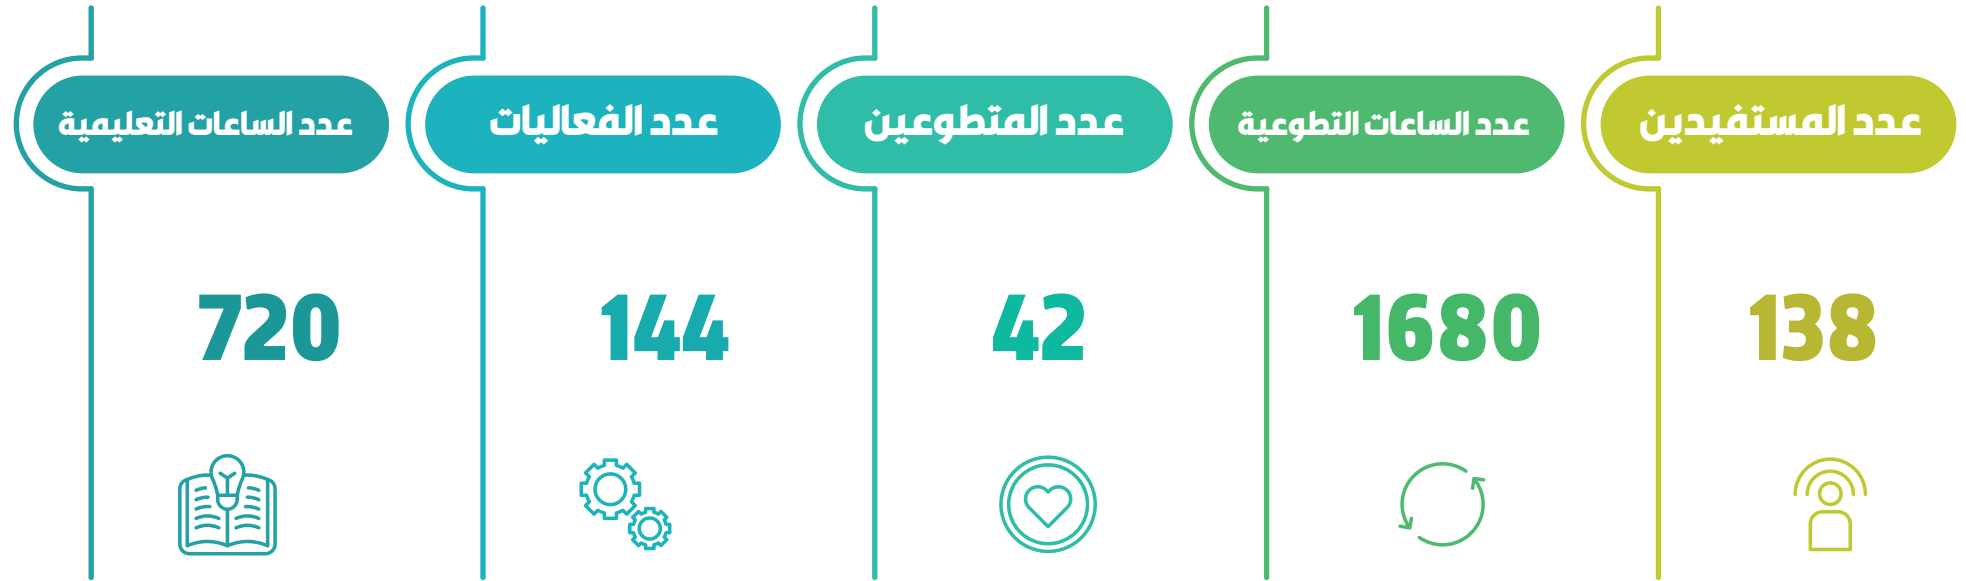 عدد المستفيدين
138
عدد الساعات التطوعية
1680
عدد المتطوعين
42
عدد الفعاليات
144
عدد الساعات التعليمية
720